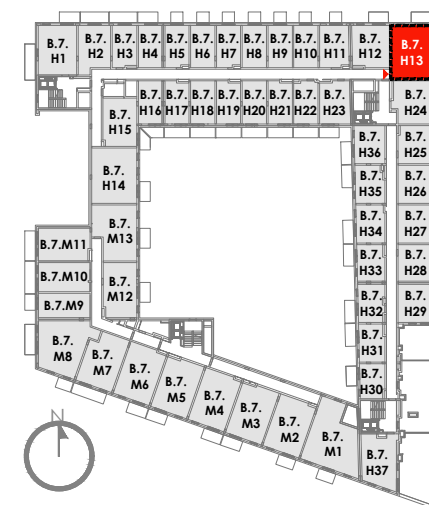 B.7.
H1
B.7.
H2
B.7.
H3
B.7.
H4
B.7.
H5
B.7.
H6
B.7.
H7
B.7.
H8
B.7.
H9
B.7.
H10
B.7.
H11
B.7.
H12
B.7.
H13
B.7.
H15
B.7.
H16
B.7.
H17
B.7.
H18
B.7.
H19
B.7.
H20
B.7.
H21
B.7.
H22
B.7.
H23
B.7.
H24
B.7.
H14
B.7.
H36
B.7.
H25
B.7.
H35
B.7.
H26
B.7.
M13
B.7.
H34
B.7.
H27
B.7.M11
B.7.M10
B.7.M9
B.7.
M12
B.7.
H33
B.7.
H28
B.7.
H32
B.7.
H29
B.7.
H31
B.7.
H30
B.7.
M8
B.7.
M7
B.7.
M6
B.7.
M5
B.7.
M4
B.7.
M3
B.7.
M2
B.7.
M1
B.7.
H37
N